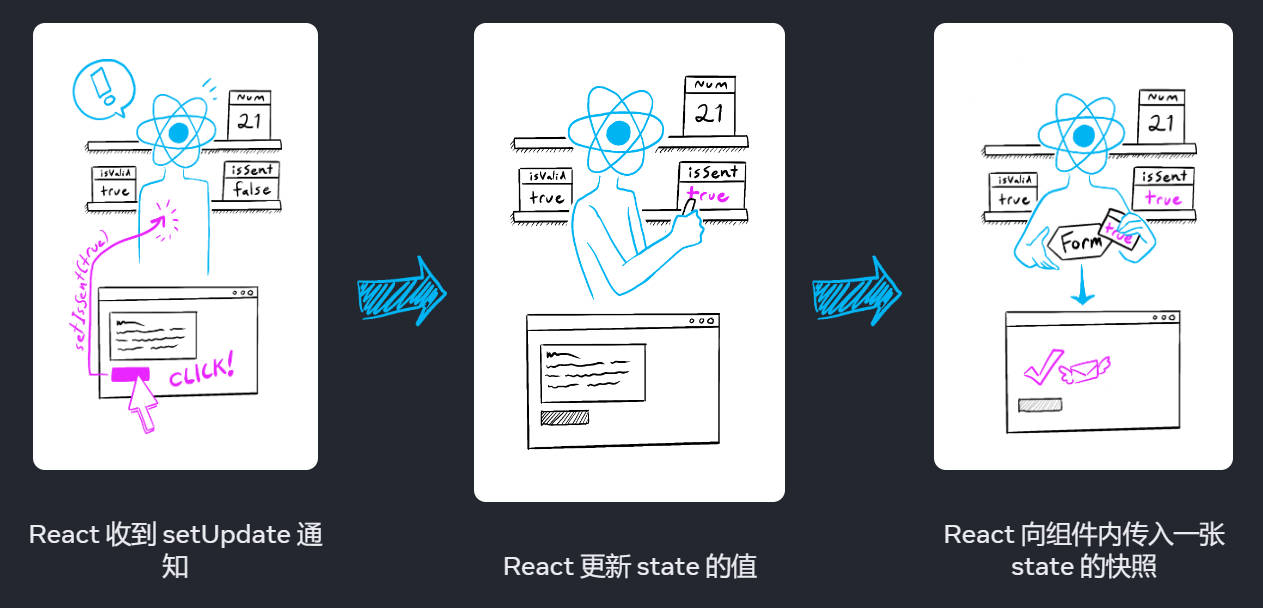 !
Num
21
isValid
true
isSent
false
setIsSent(true)
CLICK!
React 收到 setUpdate 通
知
Num
21
isValid
true
isSent
true
React 更新 state 的值
Num
21
isValid
true
isSent
true
Form
true
React 向组件内传入一张
state 的快照